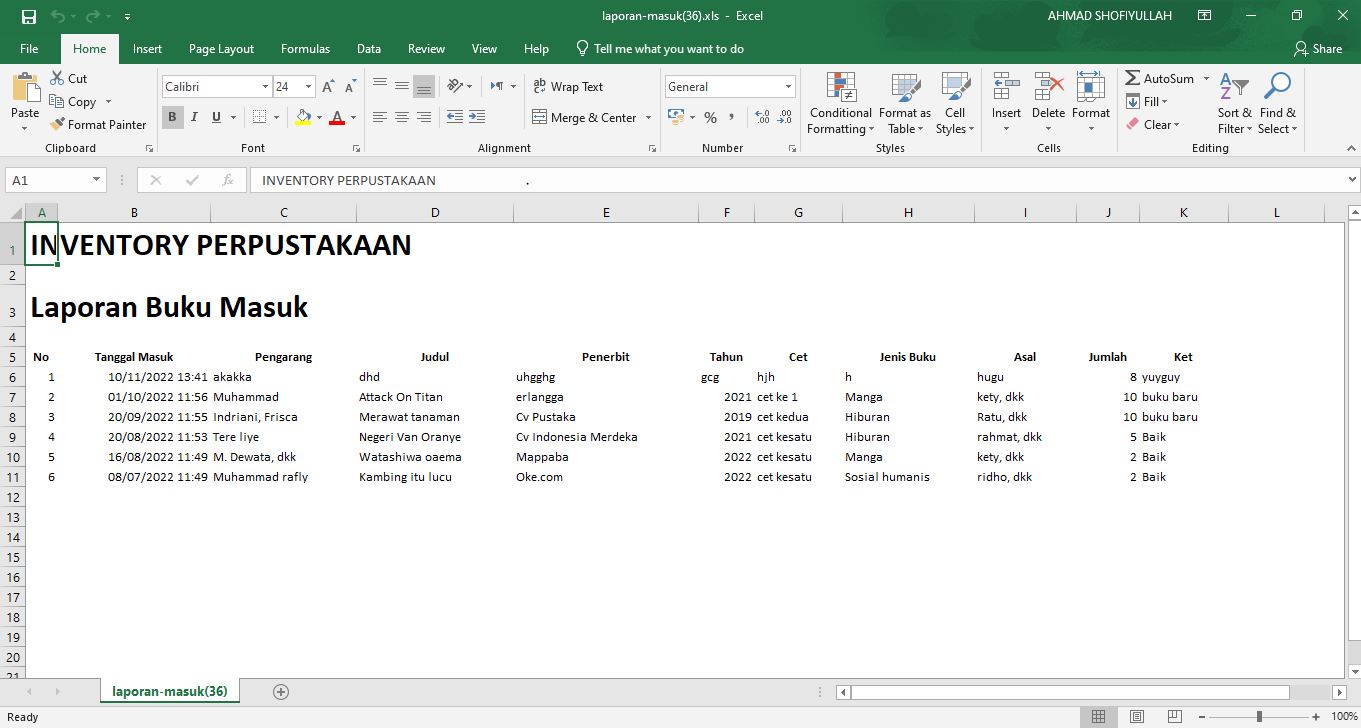 laporan-masuk(36).xls - Excel
AHMAD SHOFIYULLAH
File Home Insert Page Layout Formulas Data Review View Help Tell me what you want to do Share
Paste
Cut
Copy
Format Painter
Clipboard
Calibri 24
B I U
Font
Wrap Text
Merge & Center
Alignment
General
Number
Conditional Formatting
Format as Table
Cell Styles
Styles
Insert Delete Format
Cells
AutoSum
Fill
Clear
Sort & Filter
Find & Select
Editing
A1 fx INVENTORY PERPUSTAKAAN .
A B C D E F G H I J K L
1 INVENTORY PERPUSTAKAAN
2
3 Laporan Buku Masuk
4
5 No Tanggal Masuk Pengarang Judul Penerbit Tahun Cet Jenis Buku Asal Jumlah Ket
6 1 10/11/2022 13:41 akakka dhd uhgghg gcg hjh h hugu 8 yuyguy
7 2 01/10/2022 11:56 Muhammad Attack On Titan erlangga 2021 cet ke 1 Manga kety, dkk 10 buku baru
8 3 20/09/2022 11:55 Indriani, Frisca Merawat tanaman Cv Pustaka 2019 cet kedua Hiburan Ratu, dkk 10 buku baru
9 4 20/08/2022 11:53 Tere liye Negeri Van Oranye Cv Indonesia Merdeka 2021 cet kesatu Hiburan rahmat, dkk 5 Baik
10 5 16/08/2022 11:49 M. Dewata, dkk Watashiwa oaema Mappaba 2022 cet kesatu Manga kety, dkk 2 Baik
11 6 08/07/2022 11:49 Muhammad rafly Kambing itu lucu Oke.com 2022 cet kesatu Sosial humanis ridho, dkk 2 Baik
12
13
14
15
16
17
18
19
20
21
laporan-masuk(36)
Ready
100%